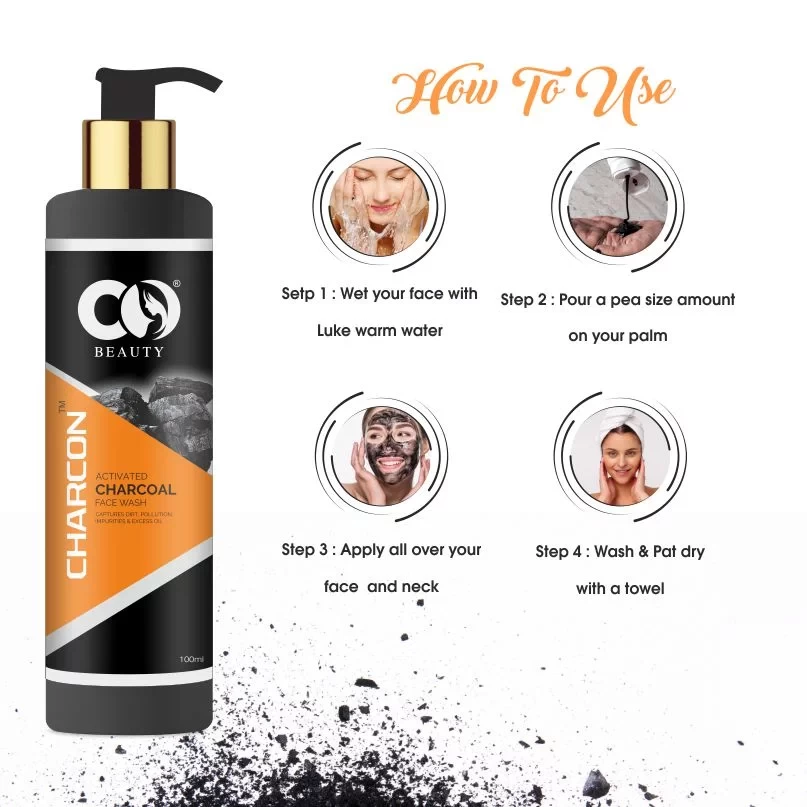 How To Use
Setp 1 : Wet your face with
Luke warm water
Step 2 : Pour a pea size amount
on your palm
Step 3 : Apply all over your
face and neck
Step 4 : Wash & Pat dry
with a towel
CO®
BEAUTY
CHARCON™
ACTIVATED
CHARCOAL
FACE WASH
CAPTURES DIRT, POLLUTION,
IMPURITIES & EXCESS OIL
100ml